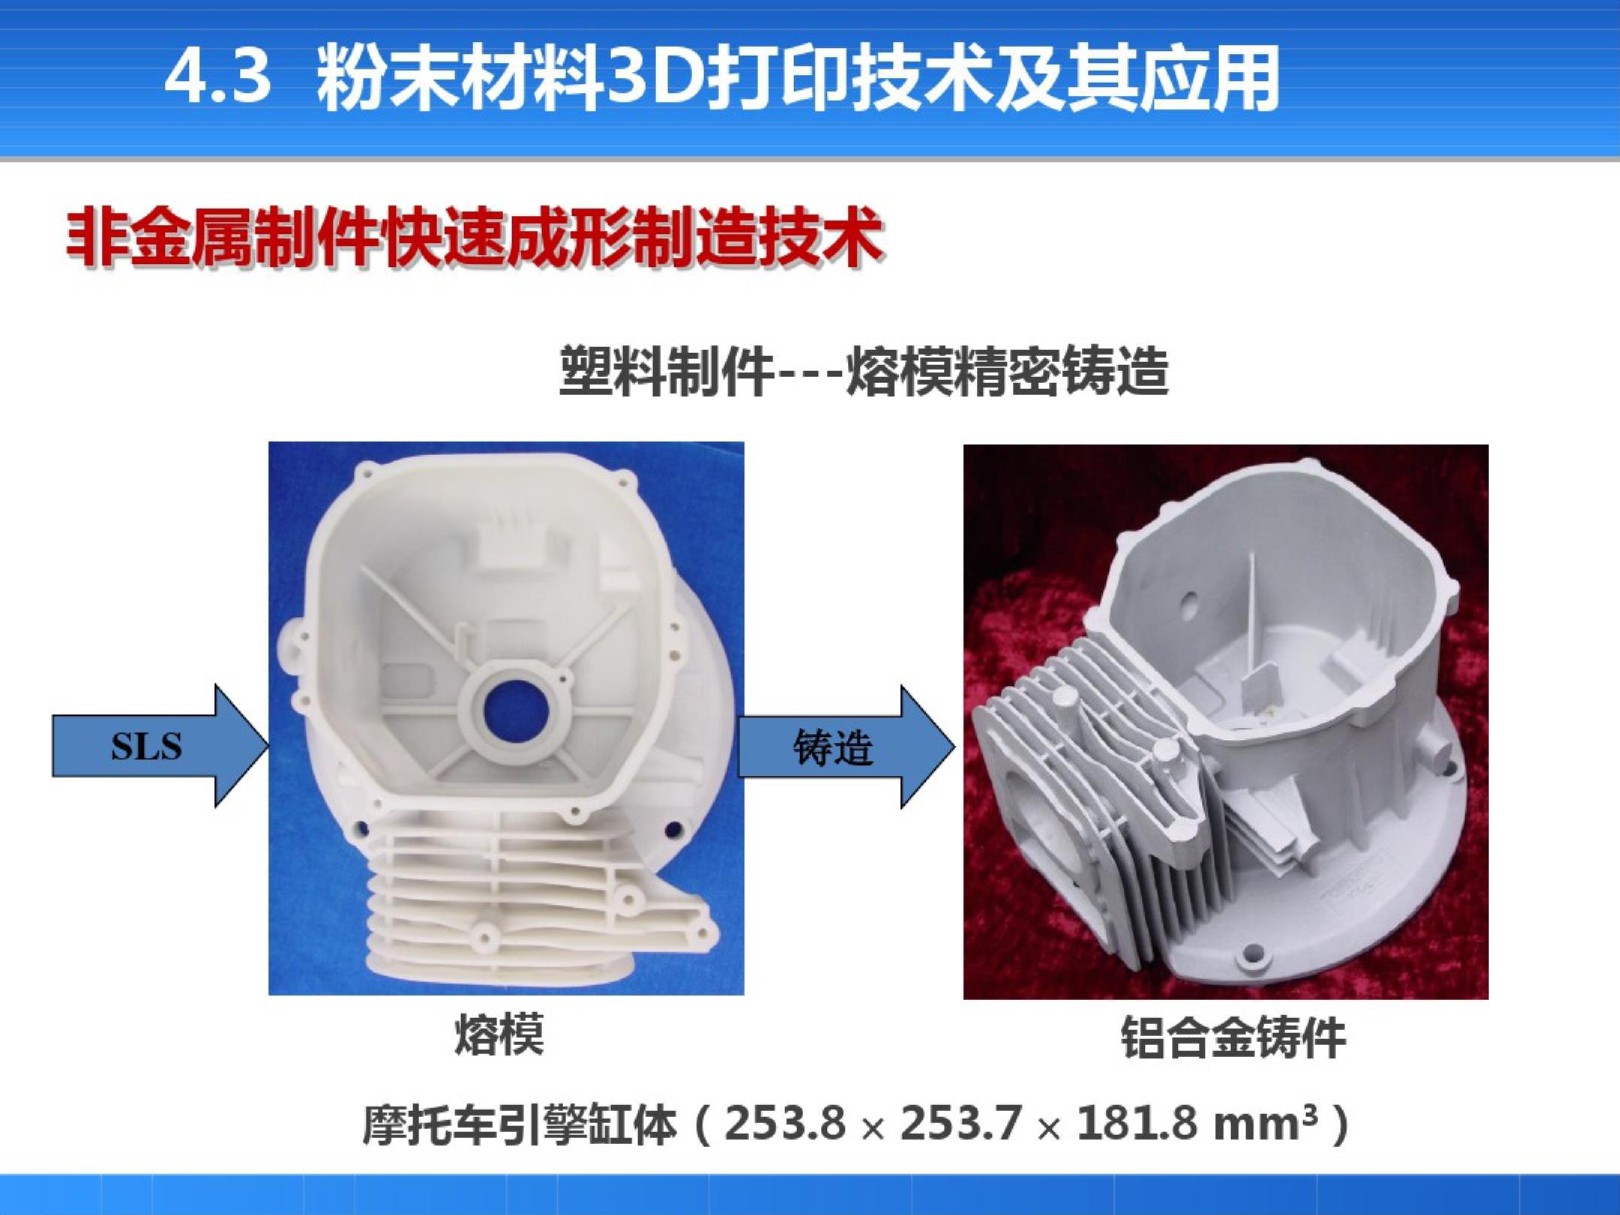 4.3 粉末材料3D打印技术及其应用
非金属制件快速成形制造技术
塑料制件---熔模精密铸造
SLS
铸造
熔模
铝合金铸件
摩托车引擎缸体（253.8 × 253.7 × 181.8 mm³）